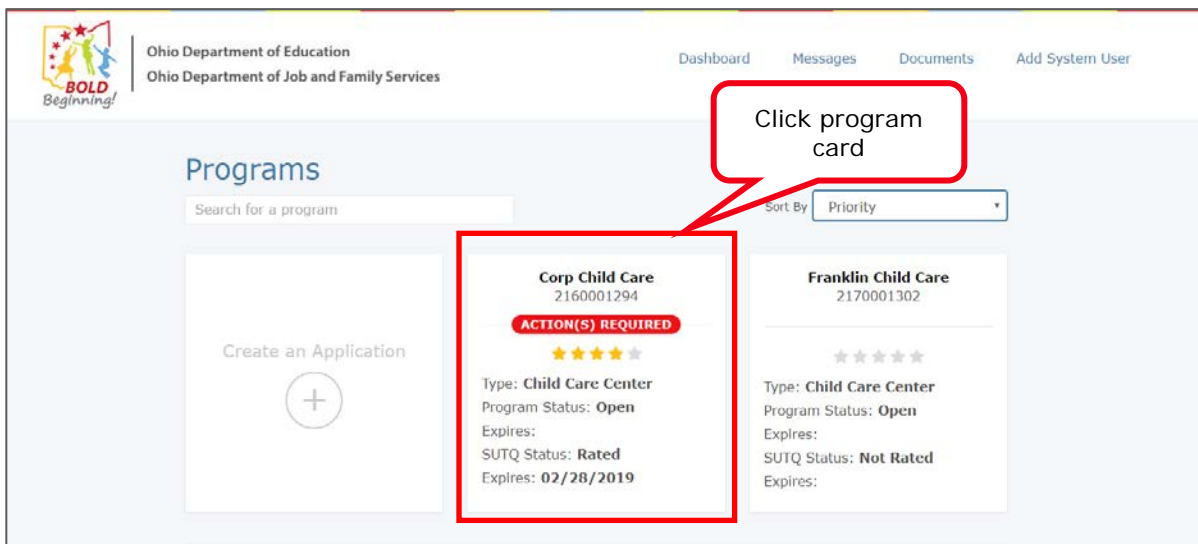 BOLD
Beginning!
Ohio Department of Education
Ohio Department of Job and Family Services
Dashboard Messages Documents Add System User
Click program
card
Programs
Search for a program
Sort By Priority
Create an Application
Corp Child Care
2160001294
ACTION(S) REQUIRED
Type: Child Care Center
Program Status: Open
Expires:
SUTQ Status: Rated
Expires: 02/28/2019
Franklin Child Care
2170001302
Type: Child Care Center
Program Status: Open
Expires:
SUTQ Status: Not Rated
Expires: